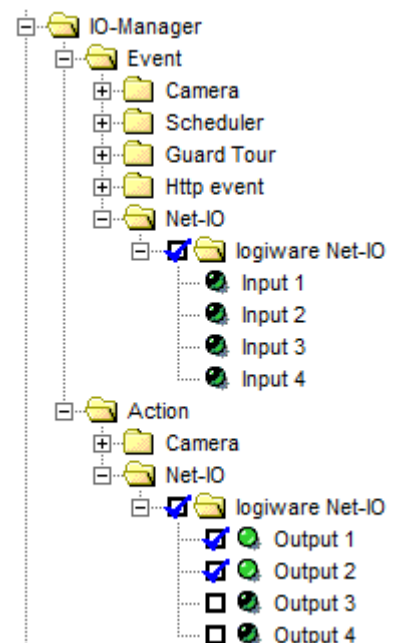 IO-Manager
Event
Camera
Scheduler
Guard Tour
Http event
Net-IO
logiware Net-IO
Input 1
Input 2
Input 3
Input 4
Action
Camera
Net-IO
logiware Net-IO
Output 1
Output 2
Output 3
Output 4